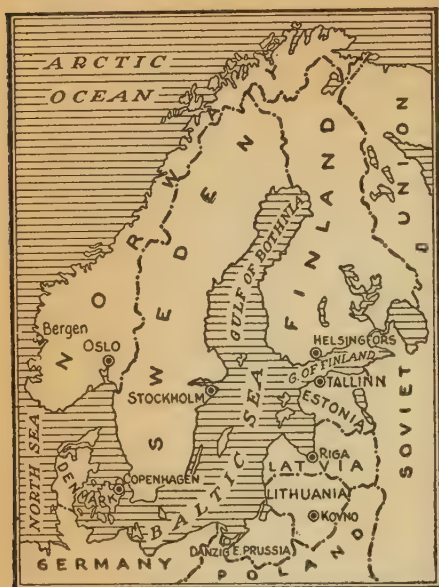 ARCTIC
OCEAN
NORWAY
SWEDEN
FINLAND
SOVIET UNION
GULF OF BOTHNIA
Bergen
OSLO
HELSINGFORS
G. OF FINLAND
TALLINN
STOCKHOLM
ESTONIA
BALTIC SEA
NORTH SEA
RIGA
LATVIA
DENMARK
COPENHAGEN
LITHUANIA
KOVNO
GERMANY
DANZIG
E. PRUSSIA
POLAND